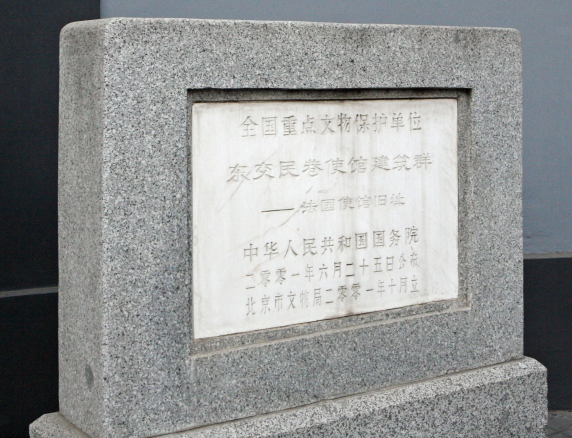 全国重点文物保护单位
东交民巷使馆建筑群
——法国使馆旧址
中华人民共和国国务院
二零零一年六月二十五日公布
北京市文物局二零零一年十月立